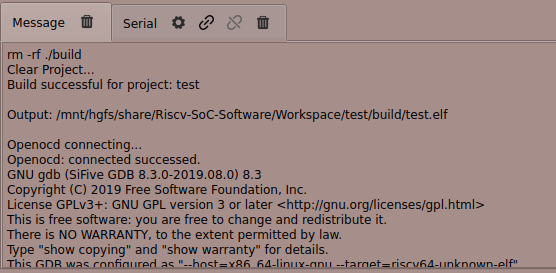 Message
Serial
rm -rf ./build
Clear Project...
Build successful for project: test
Output: /mnt/hgfs/share/Riscv-SoC-Software/Workspace/test/build/test.elf
Openocd connecting...
Openocd: connected successed.
GNU gdb (SiFive GDB 8.3.0-2019.08.0) 8.3
Copyright (C) 2019 Free Software Foundation, Inc.
License GPLv3+: GNU GPL version 3 or later <http://gnu.org/licenses/gpl.html>
This is free software: you are free to change and redistribute it.
There is NO WARRANTY, to the extent permitted by law.
Type "show copying" and "show warranty" for details.
This GDB was configured as "--host=x86_64-linux-gnu --target=riscv64-unknown-elf"